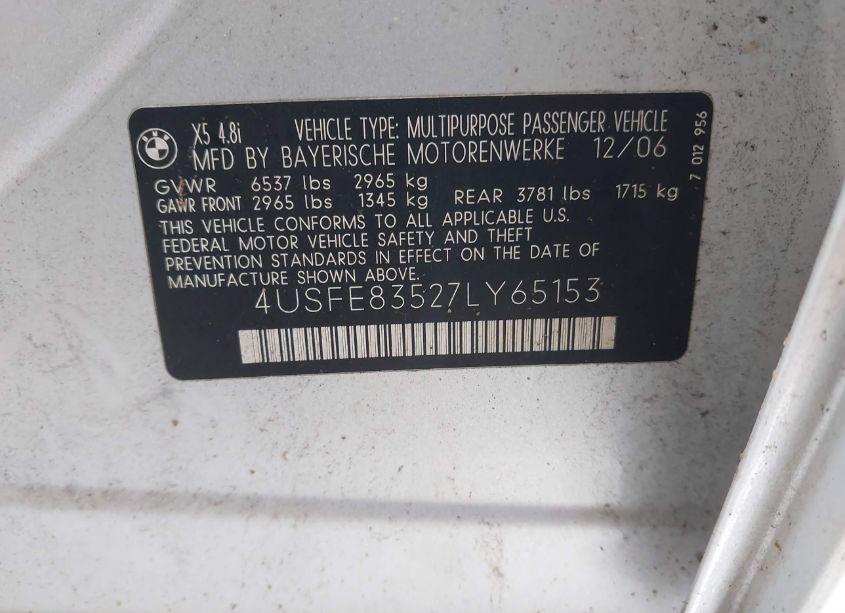 BMW
X5 4.8i VEHICLE TYPE: MULTIPURPOSE PASSENGER VEHICLE
MFD BY BAYERISCHE MOTORENWERKE 12/06
GVWR 6537 lbs 2965 kg
GAWR FRONT 2965 lbs 1345 kg REAR 3781 lbs 1715 kg
THIS VEHICLE CONFORMS TO ALL APPLICABLE U.S.
FEDERAL MOTOR VEHICLE SAFETY AND THEFT
PREVENTION STANDARDS IN EFFECT ON THE DATE OF
MANUFACTURE SHOWN ABOVE.
4USFE83527LY65153
7 012 956